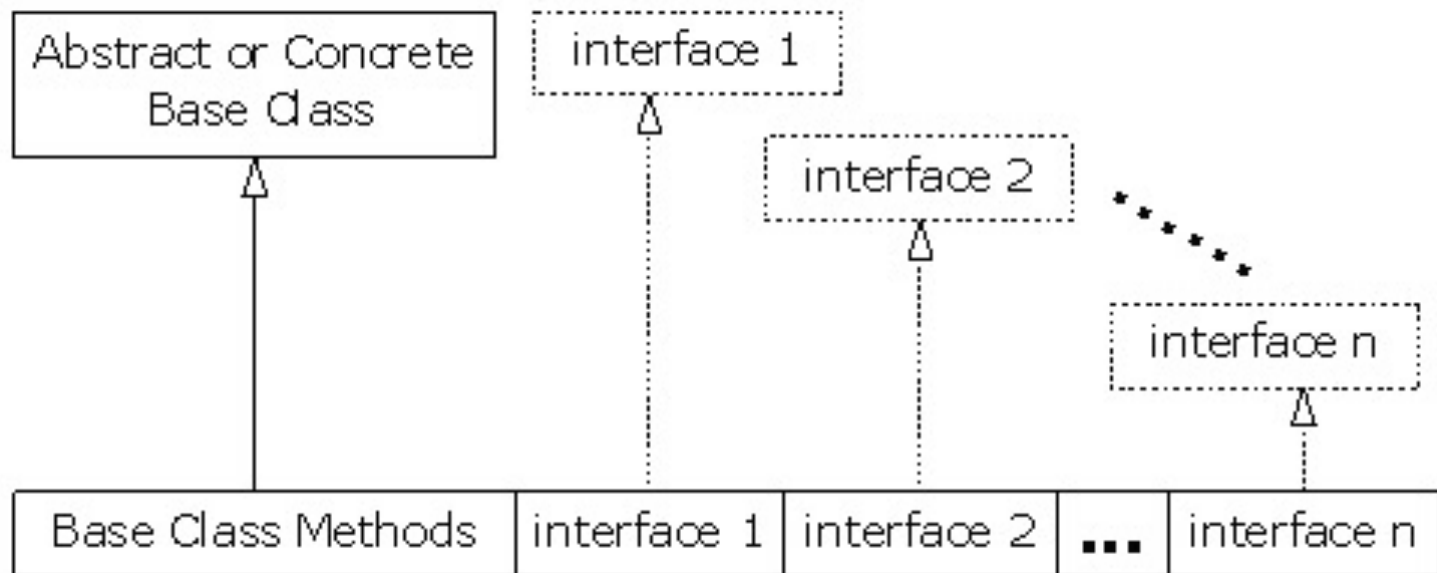 Abstract or Concrete
Base Class
interface 1
interface 2
interface n
Base Class Methods
interface 1
interface 2
...
interface n